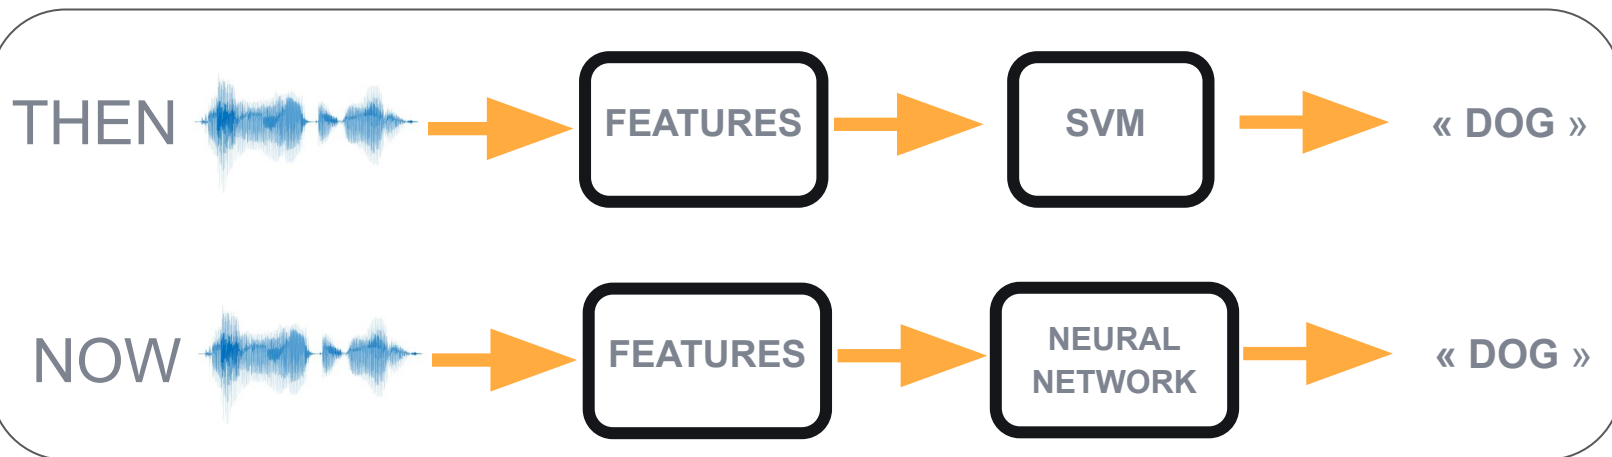 THEN
FEATURES
SVM
« DOG »
NOW
FEATURES
NEURAL
NETWORK
« DOG »